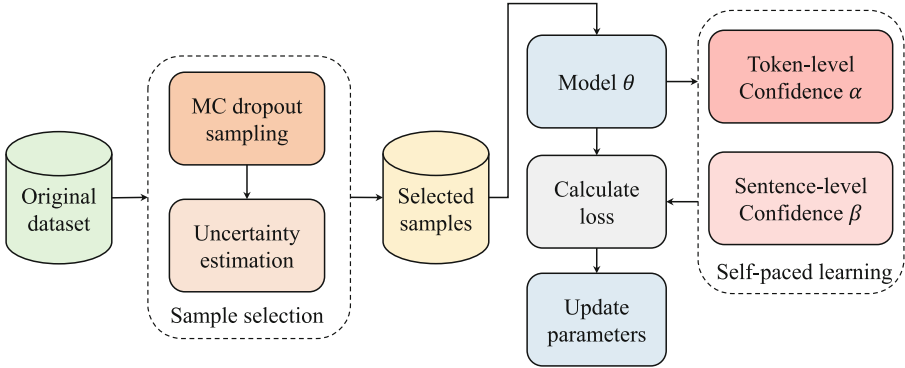 Original
dataset
MC dropout
sampling
Uncertainty
estimation
Sample selection
Selected
samples
Model θ
Calculate
loss
Update
parameters
Token-level
Confidence α
Sentence-level
Confidence β
Self-paced learning